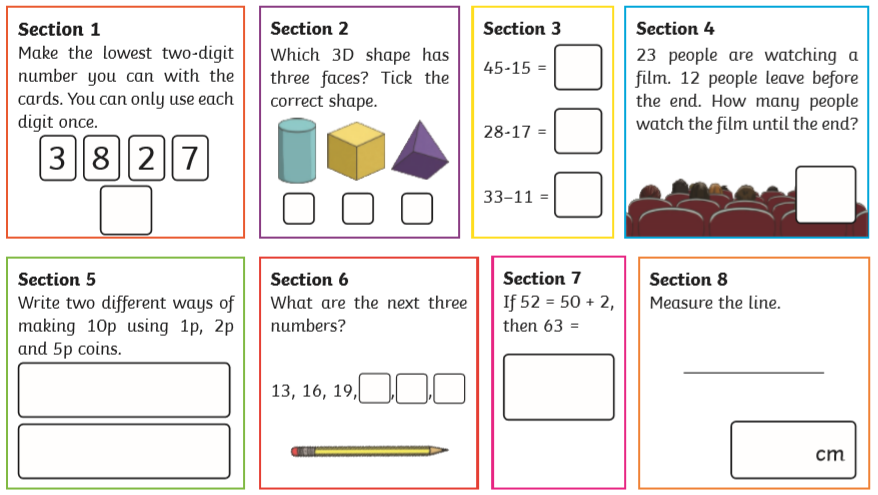 Section 1
Make the lowest two-digit
number you can with the
cards. You can only use each
digit once.
3 8 2 7
Section 2
Which 3D shape has
three faces? Tick the
correct shape.
Section 3
45-15 =
28-17 =
33–11 =
Section 4
23 people are watching a
film. 12 people leave before
the end. How many people
watch the film until the end?
Section 5
Write two different ways of
making 10p using 1p, 2p
and 5p coins.
Section 6
What are the next three
numbers?
13, 16, 19, , ,
Section 7
If 52 = 50 + 2,
then 63 =
Section 8
Measure the line.
cm